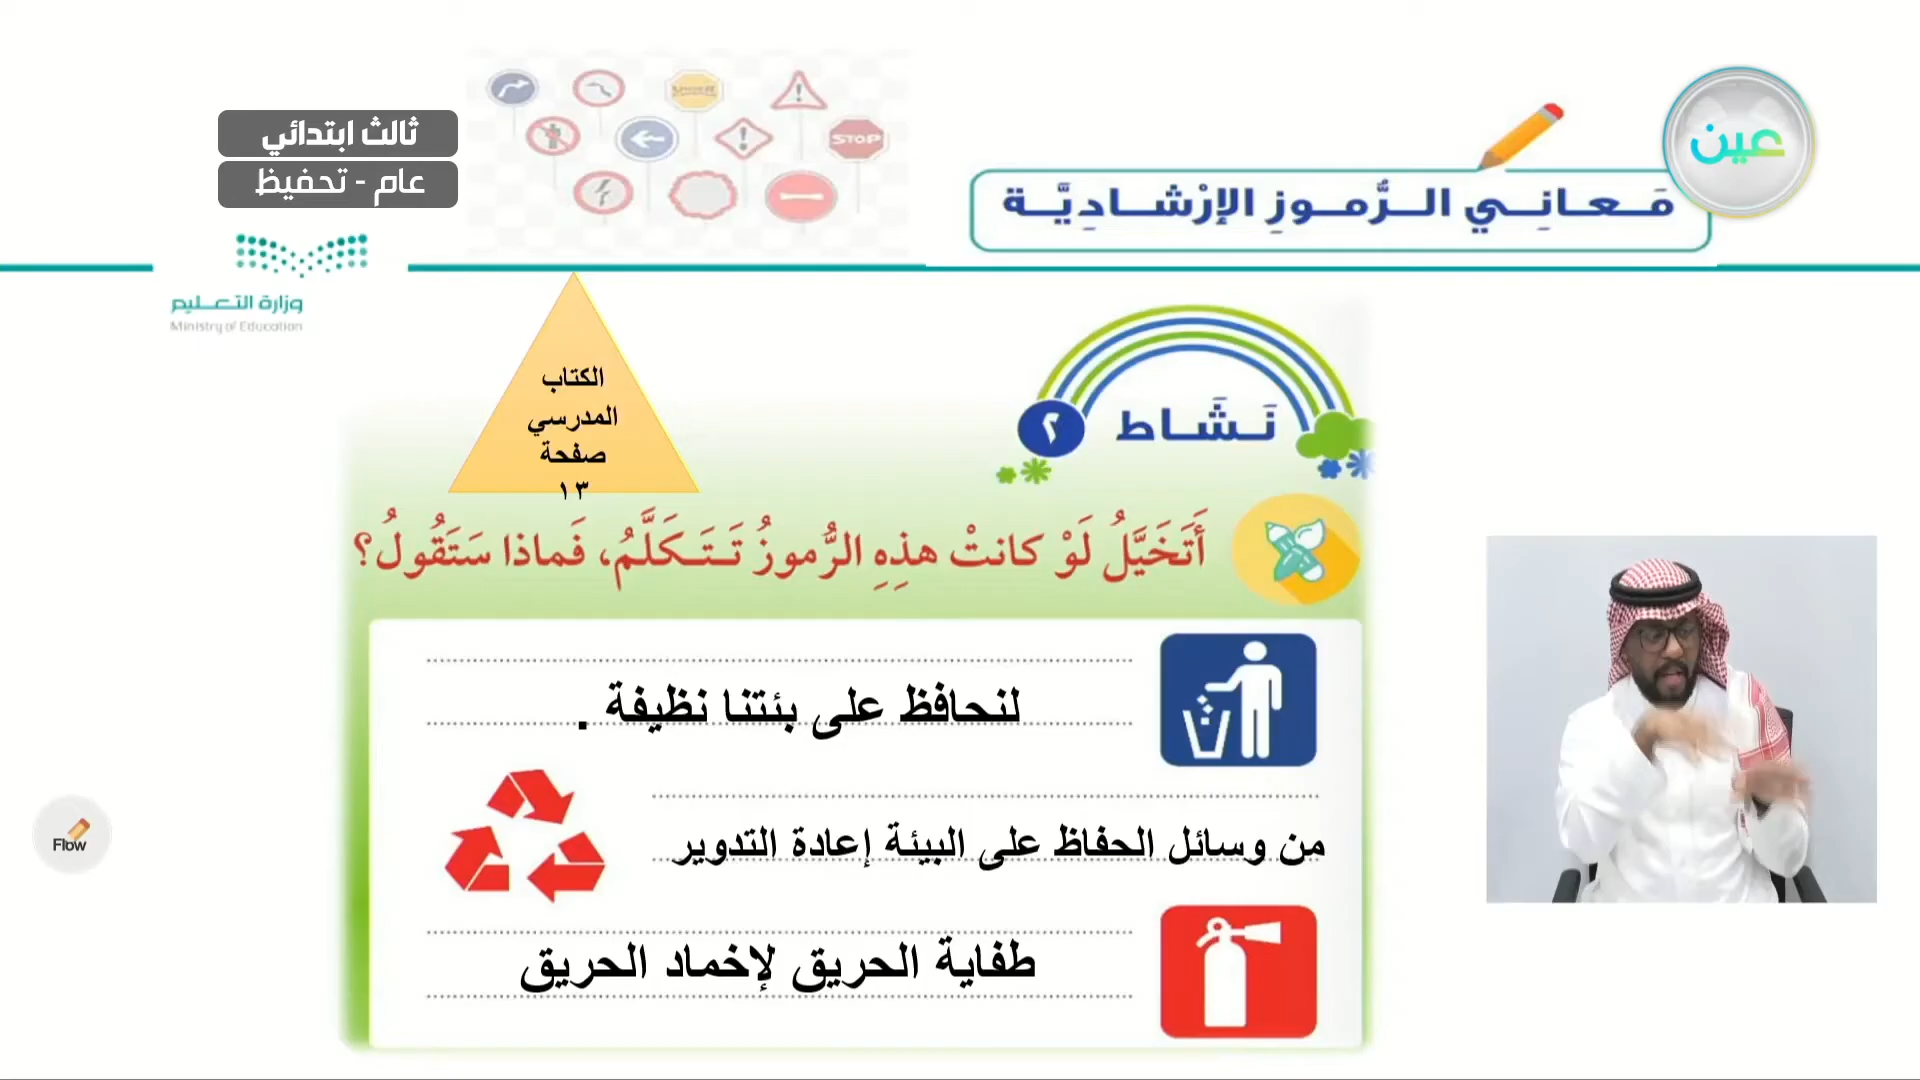 عين
مَعانِي الرُّموزِ الإرْشادِيَّة
STOP
ثالث ابتدائي
عام - تحفيظ
وزارة التعليم
Ministry of Education
الكتاب
المدرسي
صفحة
١٣
نَشَاط ٢
أَتَخَيَّلُ لَوْ كانتْ هذِهِ الرُّموزُ تَتَكَلَّمُ، فَماذا سَتَقُولُ؟
لنحافظ على بئتنا نظيفة .
من وسائل الحفاظ على البيئة إعادة التدوير
طفاية الحريق لإخماد الحريق
Flow